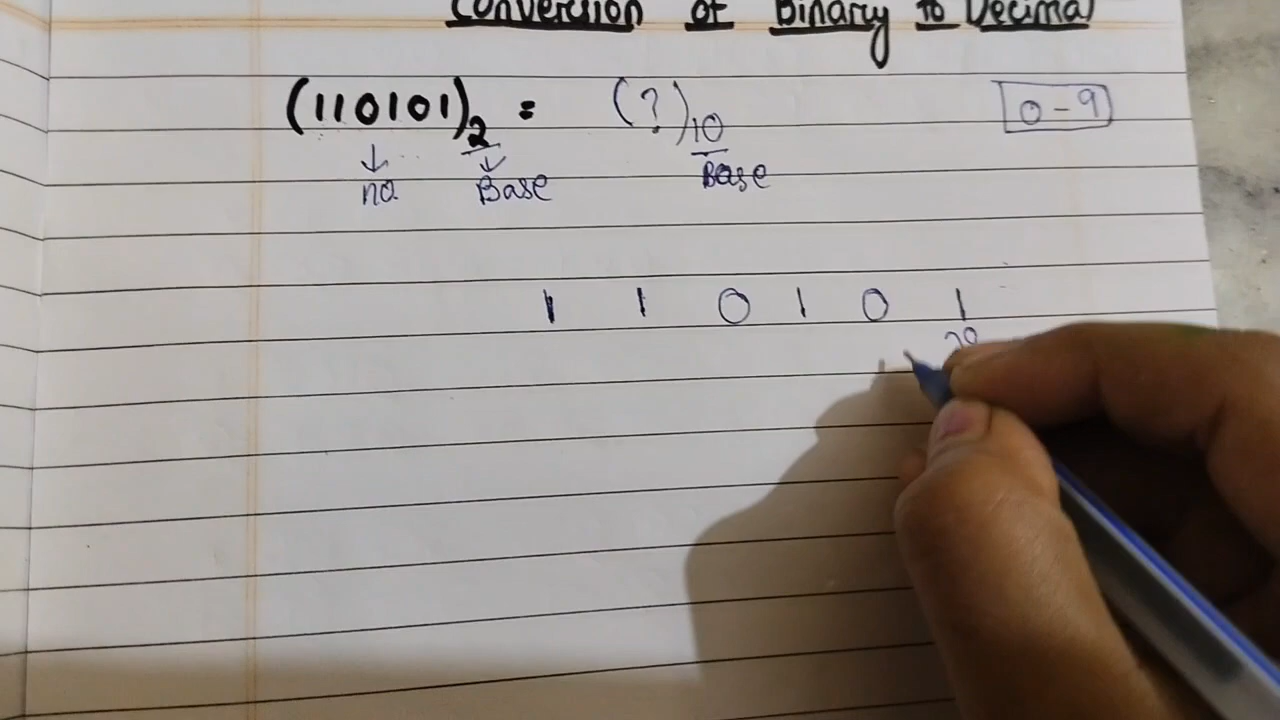 Conversion of Binary to Decimal
(110101)2 = (?)10
0-9
↓ ↓
no. Base Base
1 1 0 1 0 1
2⁰